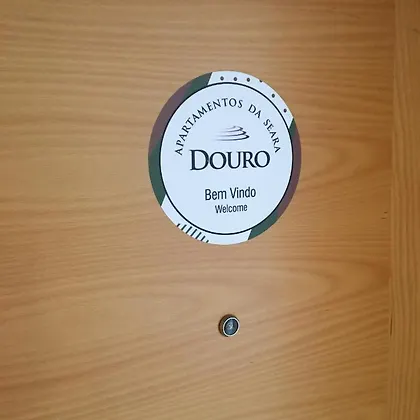 APARTAMENTOS DA SEARA
DOURO
Bem Vindo
Welcome